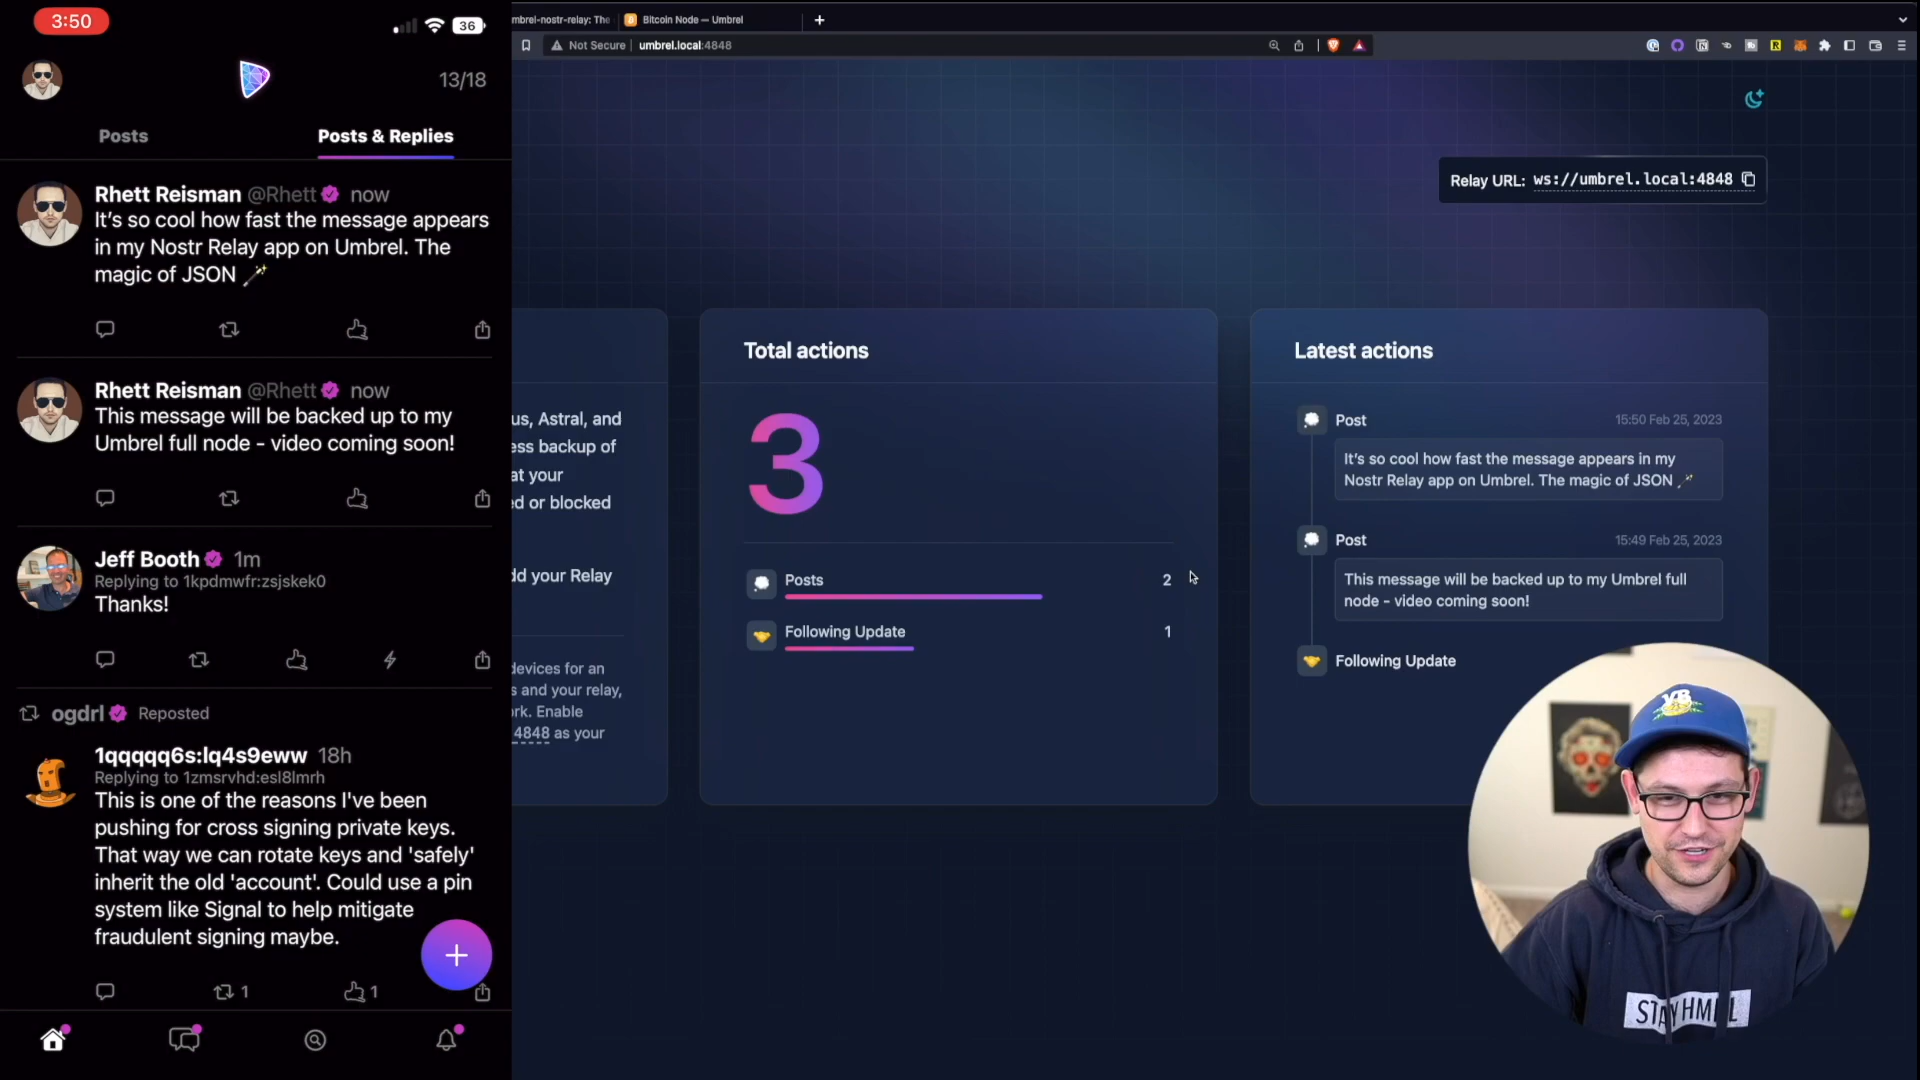 3:50
36
13/18
Posts
Posts & Replies
Rhett Reisman @Rhett now
It's so cool how fast the message appears
in my Nostr Relay app on Umbrel. The
magic of JSON 🪄
Rhett Reisman @Rhett now
This message will be backed up to my
Umbrel full node - video coming soon!
Jeff Booth 1m
Replying to 1kpdmwfr:zsjskek0
Thanks!
ogdrl Reposted
1qqqqq6s:lq4s9eww 18h
Replying to 1zmsrvhd:esl8lmrh
This is one of the reasons I've been
pushing for cross signing private keys.
That way we can rotate keys and 'safely'
inherit the old 'account'. Could use a pin
system like Signal to help mitigate
fraudulent signing maybe.
1
1
mbrel-nostr-relay: The
Bitcoin Node — Umbrel
Not Secure
umbrel.local:4848
Relay URL: ws://umbrel.local:4848
us, Astral, and
ess backup of
at your
ed or blocked
dd your Relay
devices for an
s and your relay,
rk. Enable
4848 as your
Total actions
3
Posts 2
Following Update 1
Latest actions
Post 15:50 Feb 25, 2023
It's so cool how fast the message appears in my
Nostr Relay app on Umbrel. The magic of JSON 🪄
Post 15:49 Feb 25, 2023
This message will be backed up to my Umbrel full
node - video coming soon!
Following Update